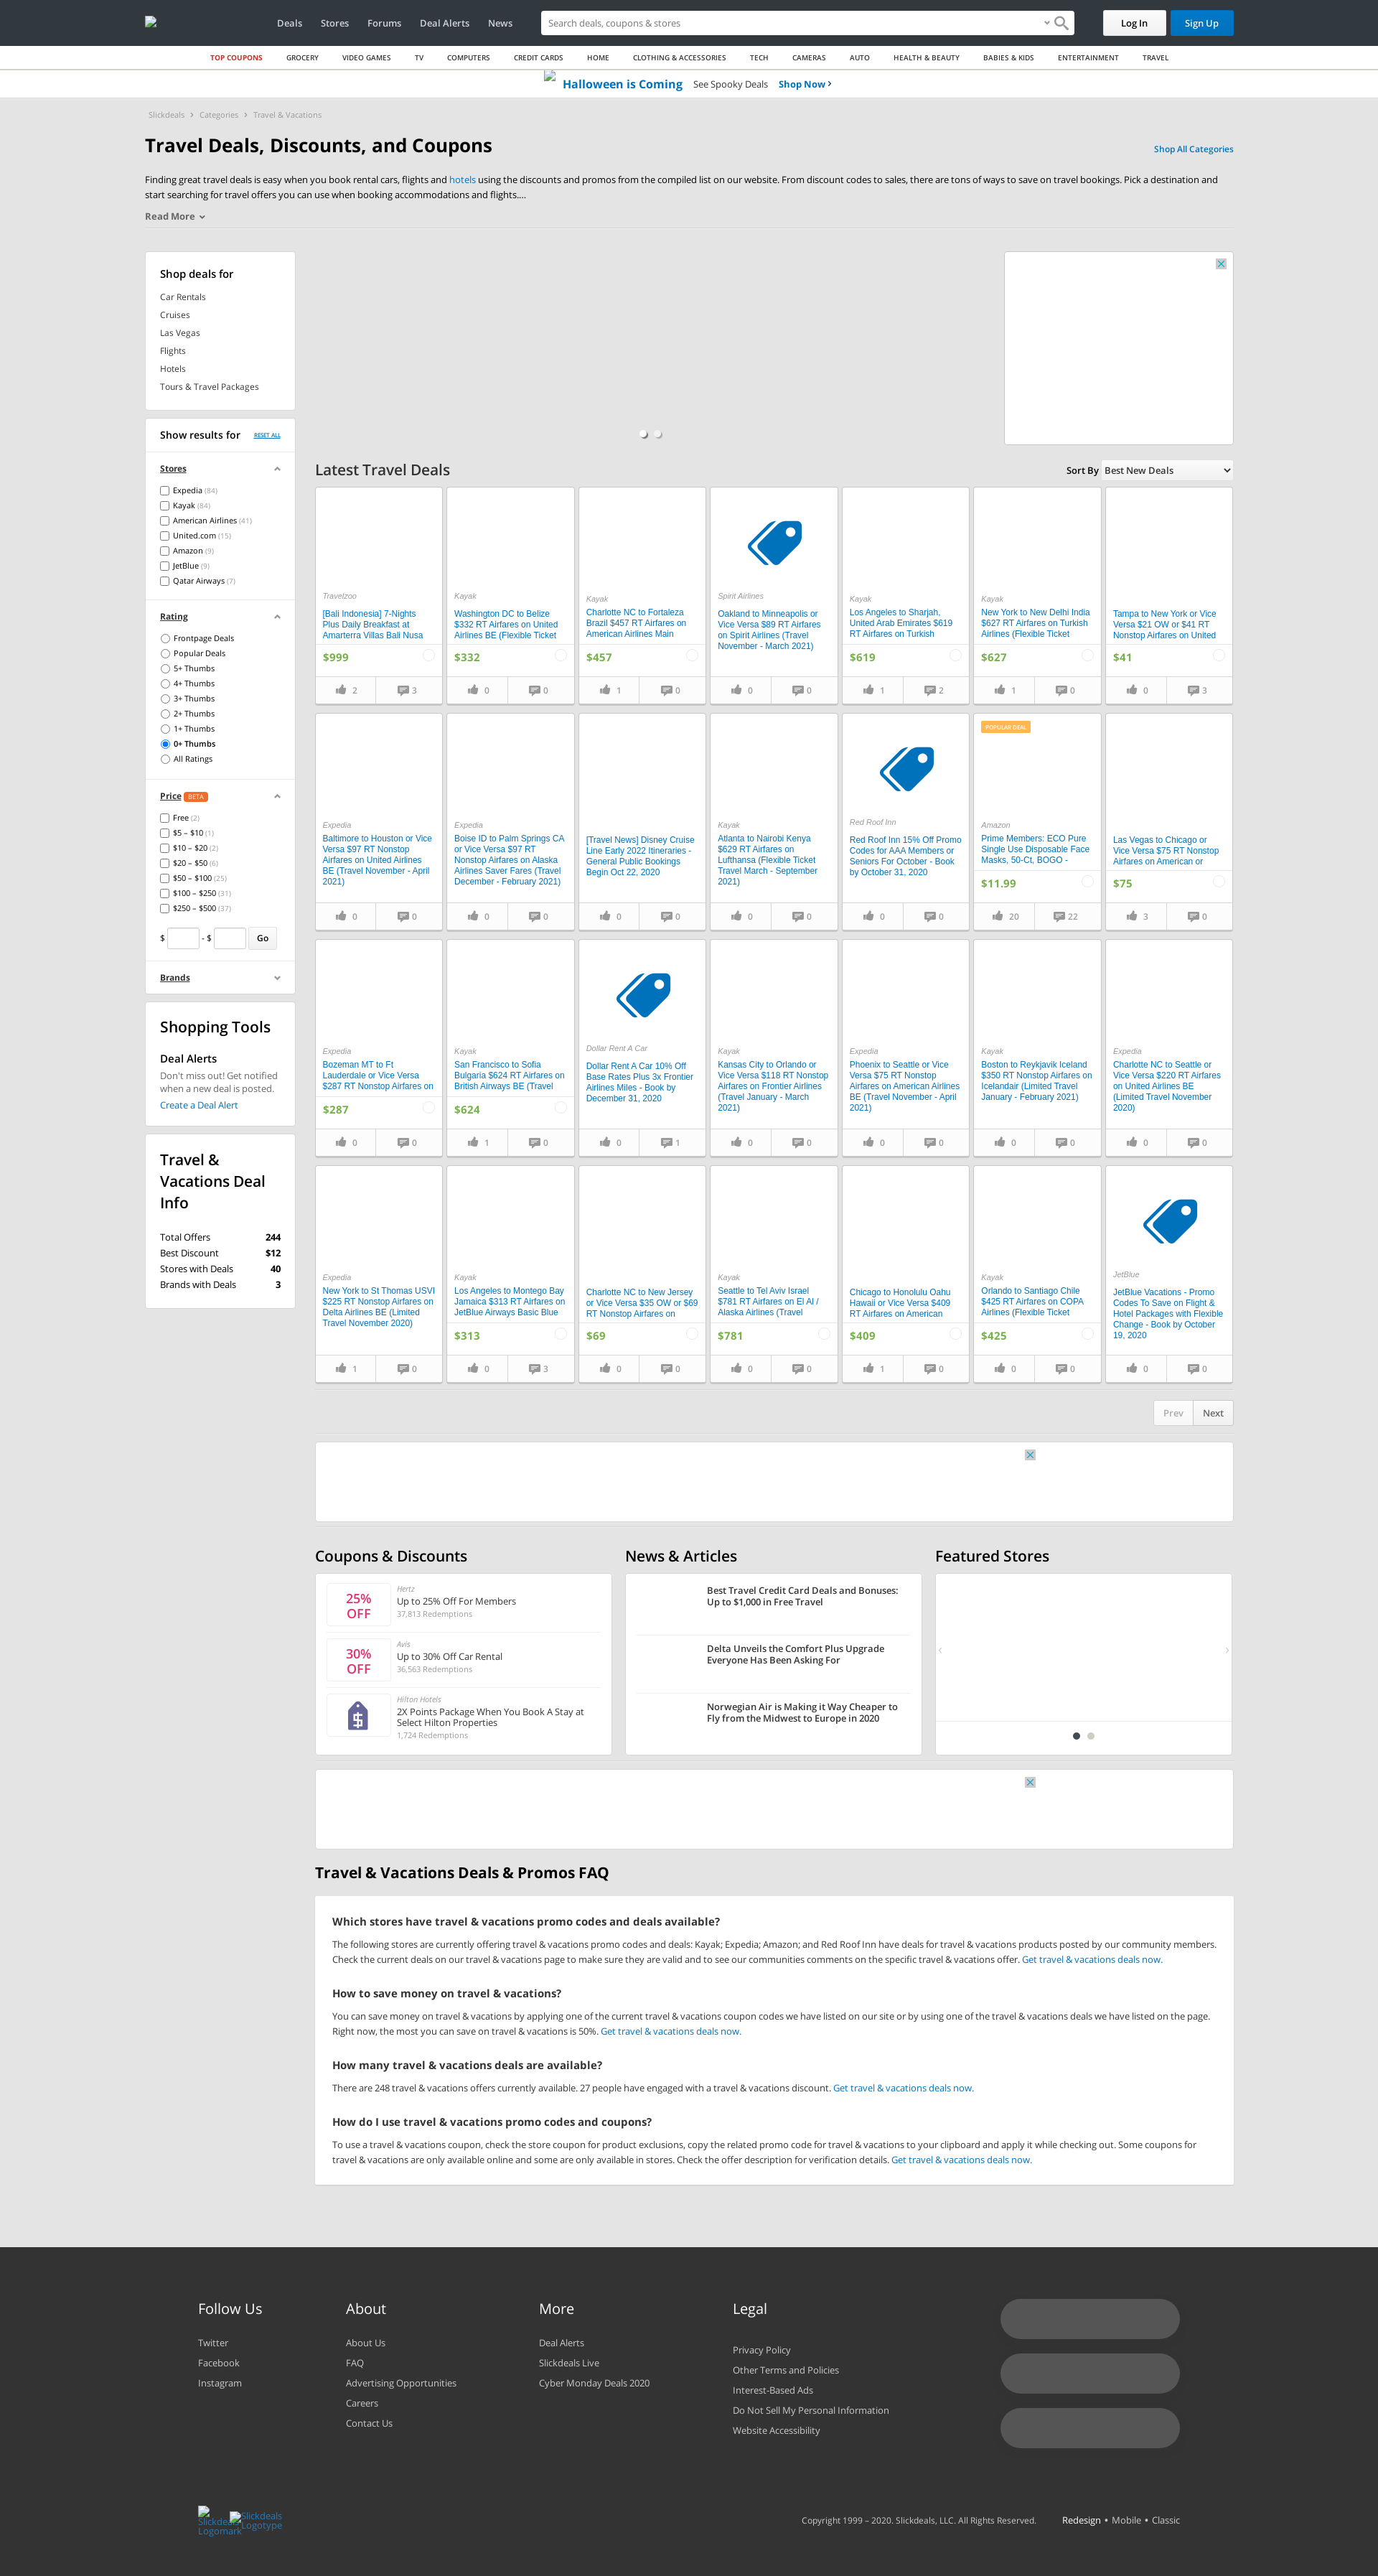 Deals
Stores
Forums
Deal Alerts
News
Search deals, coupons & stores
Log In
Sign Up
TOP COUPONS
GROCERY
VIDEO GAMES
TV
COMPUTERS
CREDIT CARDS
HOME
CLOTHING & ACCESSORIES
TECH
CAMERAS
AUTO
HEALTH & BEAUTY
BABIES & KIDS
ENTERTAINMENT
TRAVEL
Halloween is Coming See Spooky Deals Shop Now
Slickdeals › Categories › Travel & Vacations
Travel Deals, Discounts, and Coupons
Shop All Categories
Finding great travel deals is easy when you book rental cars, flights and hotels using the discounts and promos from the compiled list on our website. From discount codes to sales, there are tons of ways to save on travel bookings. Pick a destination and
start searching for travel offers you can use when booking accommodations and flights....
Read More
Shop deals for
Car Rentals
Cruises
Las Vegas
Flights
Hotels
Tours & Travel Packages
Show results for
RESET ALL
Stores
Expedia (84)
Kayak (84)
American Airlines (41)
United.com (15)
Amazon (9)
JetBlue (9)
Qatar Airways (7)
Rating
Frontpage Deals
Popular Deals
5+ Thumbs
4+ Thumbs
3+ Thumbs
2+ Thumbs
1+ Thumbs
0+ Thumbs
All Ratings
Price BETA
Free (2)
$5 – $10 (1)
$10 – $20 (2)
$20 – $50 (6)
$50 – $100 (25)
$100 – $250 (31)
$250 – $500 (37)
$ - $ Go
Brands
Shopping Tools
Deal Alerts
Don't miss out! Get notified
when a new deal is posted.
Create a Deal Alert
Travel &
Vacations Deal
Info
Total Offers 244
Best Discount $12
Stores with Deals 40
Brands with Deals 3
Latest Travel Deals
Sort By Best New Deals
Travelzoo
[Bali Indonesia] 7-Nights
Plus Daily Breakfast at
Amarterra Villas Bali Nusa
$999
2 3
Kayak
Washington DC to Belize
$332 RT Airfares on United
Airlines BE (Flexible Ticket
$332
0 0
Kayak
Charlotte NC to Fortaleza
Brazil $457 RT Airfares on
American Airlines Main
$457
1 0
Spirit Airlines
Oakland to Minneapolis or
Vice Versa $89 RT Airfares
on Spirit Airlines (Travel
November - March 2021)
0 0
Kayak
Los Angeles to Sharjah,
United Arab Emirates $619
RT Airfares on Turkish
$619
1 2
Kayak
New York to New Delhi India
$627 RT Airfares on Turkish
Airlines (Flexible Ticket
$627
1 0
Tampa to New York or Vice
Versa $21 OW or $41 RT
Nonstop Airfares on United
$41
0 3
Expedia
Baltimore to Houston or Vice
Versa $97 RT Nonstop
Airfares on United Airlines
BE (Travel November - April
2021)
0 0
Expedia
Boise ID to Palm Springs CA
or Vice Versa $97 RT
Nonstop Airfares on Alaska
Airlines Saver Fares (Travel
December - February 2021)
0 0
[Travel News] Disney Cruise
Line Early 2022 Itineraries -
General Public Bookings
Begin Oct 22, 2020
0 0
Kayak
Atlanta to Nairobi Kenya
$629 RT Airfares on
Lufthansa (Flexible Ticket
Travel March - September
2021)
0 0
Red Roof Inn
Red Roof Inn 15% Off Promo
Codes for AAA Members or
Seniors For October - Book
by October 31, 2020
0 0
POPULAR DEAL
Amazon
Prime Members: ECO Pure
Single Use Disposable Face
Masks, 50-Ct, BOGO -
$11.99
20 22
Las Vegas to Chicago or
Vice Versa $75 RT Nonstop
Airfares on American or
$75
3 0
Expedia
Bozeman MT to Ft
Lauderdale or Vice Versa
$287 RT Nonstop Airfares on
$287
0 0
Kayak
San Francisco to Sofia
Bulgaria $624 RT Airfares on
British Airways BE (Travel
$624
1 0
Dollar Rent A Car
Dollar Rent A Car 10% Off
Base Rates Plus 3x Frontier
Airlines Miles - Book by
December 31, 2020
0 1
Kayak
Kansas City to Orlando or
Vice Versa $118 RT Nonstop
Airfares on Frontier Airlines
(Travel January - March
2021)
0 0
Expedia
Phoenix to Seattle or Vice
Versa $75 RT Nonstop
Airfares on American Airlines
BE (Travel November - April
2021)
0 0
Kayak
Boston to Reykjavik Iceland
$350 RT Nonstop Airfares on
Icelandair (Limited Travel
January - February 2021)
0 0
Expedia
Charlotte NC to Seattle or
Vice Versa $220 RT Airfares
on United Airlines BE
(Limited Travel November
2020)
0 0
Expedia
New York to St Thomas USVI
$225 RT Nonstop Airfares on
Delta Airlines BE (Limited
Travel November 2020)
1 0
Kayak
Los Angeles to Montego Bay
Jamaica $313 RT Airfares on
JetBlue Airways Basic Blue
$313
0 3
Charlotte NC to New Jersey
or Vice Versa $35 OW or $69
RT Nonstop Airfares on
$69
0 0
Kayak
Seattle to Tel Aviv Israel
$781 RT Airfares on El Al /
Alaska Airlines (Travel
$781
0 0
Chicago to Honolulu Oahu
Hawaii or Vice Versa $409
RT Airfares on American
$409
1 0
Kayak
Orlando to Santiago Chile
$425 RT Airfares on COPA
Airlines (Flexible Ticket
$425
0 0
JetBlue
JetBlue Vacations - Promo
Codes To Save on Flight &
Hotel Packages with Flexible
Change - Book by October
19, 2020
0 0
Prev Next
Coupons & Discounts
25%
OFF
Hertz
Up to 25% Off For Members
37,813 Redemptions
30%
OFF
Avis
Up to 30% Off Car Rental
36,563 Redemptions
Hilton Hotels
2X Points Package When You Book A Stay at
Select Hilton Properties
1,724 Redemptions
News & Articles
Best Travel Credit Card Deals and Bonuses:
Up to $1,000 in Free Travel
Delta Unveils the Comfort Plus Upgrade
Everyone Has Been Asking For
Norwegian Air is Making it Way Cheaper to
Fly from the Midwest to Europe in 2020
Featured Stores
Travel & Vacations Deals & Promos FAQ
Which stores have travel & vacations promo codes and deals available?
The following stores are currently offering travel & vacations promo codes and deals: Kayak; Expedia; Amazon; and Red Roof Inn have deals for travel & vacations products posted by our community members.
Check the current deals on our travel & vacations page to make sure they are valid and to see our communities comments on the specific travel & vacations offer. Get travel & vacations deals now.
How to save money on travel & vacations?
You can save money on travel & vacations by applying one of the current travel & vacations coupon codes we have listed on our site or by using one of the travel & vacations deals we have listed on the page.
Right now, the most you can save on travel & vacations is 50%. Get travel & vacations deals now.
How many travel & vacations deals are available?
There are 248 travel & vacations offers currently available. 27 people have engaged with a travel & vacations discount. Get travel & vacations deals now.
How do I use travel & vacations promo codes and coupons?
To use a travel & vacations coupon, check the store coupon for product exclusions, copy the related promo code for travel & vacations to your clipboard and apply it while checking out. Some coupons for
travel & vacations are only available online and some are only available in stores. Check the offer description for verification details. Get travel & vacations deals now.
Follow Us
Twitter
Facebook
Instagram
About
About Us
FAQ
Advertising Opportunities
Careers
Contact Us
More
Deal Alerts
Slickdeals Live
Cyber Monday Deals 2020
Legal
Privacy Policy
Other Terms and Policies
Interest-Based Ads
Do Not Sell My Personal Information
Website Accessibility
Slickdeals
Logomark
Slickdeals
Logotype
Copyright 1999 – 2020. Slickdeals, LLC. All Rights Reserved.
Redesign • Mobile • Classic